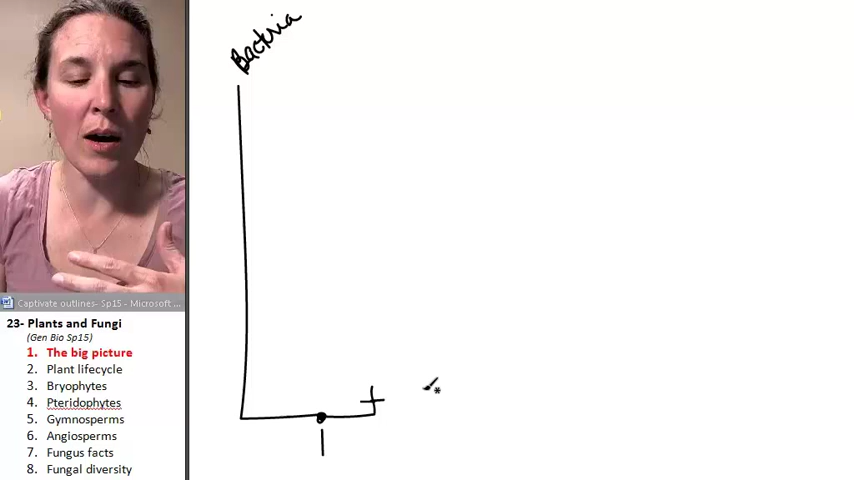 Bactria
Captivate outlines- Sp15 - Microsoft ...
23- Plants and Fungi
(Gen Bio Sp15)
1. The big picture
2. Plant lifecycle
3. Bryophytes
4. Pteridophytes
5. Gymnosperms
6. Angiosperms
7. Fungus facts
8. Fungal diversity